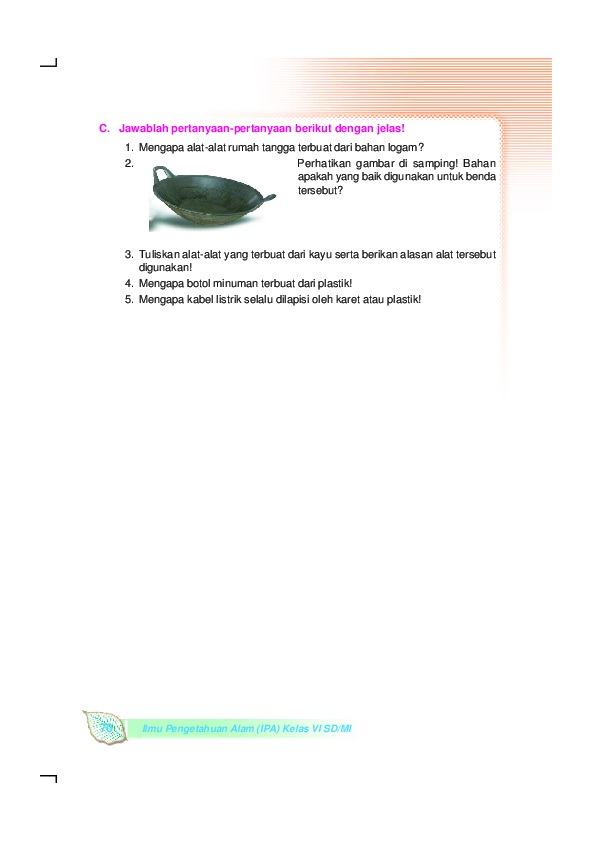 C. Jawablah pertanyaan-pertanyaan berikut dengan jelas!
1. Mengapa alat-alat rumah tangga terbuat dari bahan logam?
2. Perhatikan gambar di samping! Bahan
apakah yang baik digunakan untuk benda
tersebut?
3. Tuliskan alat-alat yang terbuat dari kayu serta berikan alasan alat tersebut
digunakan!
4. Mengapa botol minuman terbuat dari plastik!
5. Mengapa kabel listrik selalu dilapisi oleh karet atau plastik!
Ilmu Pengetahuan Alam (IPA) Kelas VI SD/MI